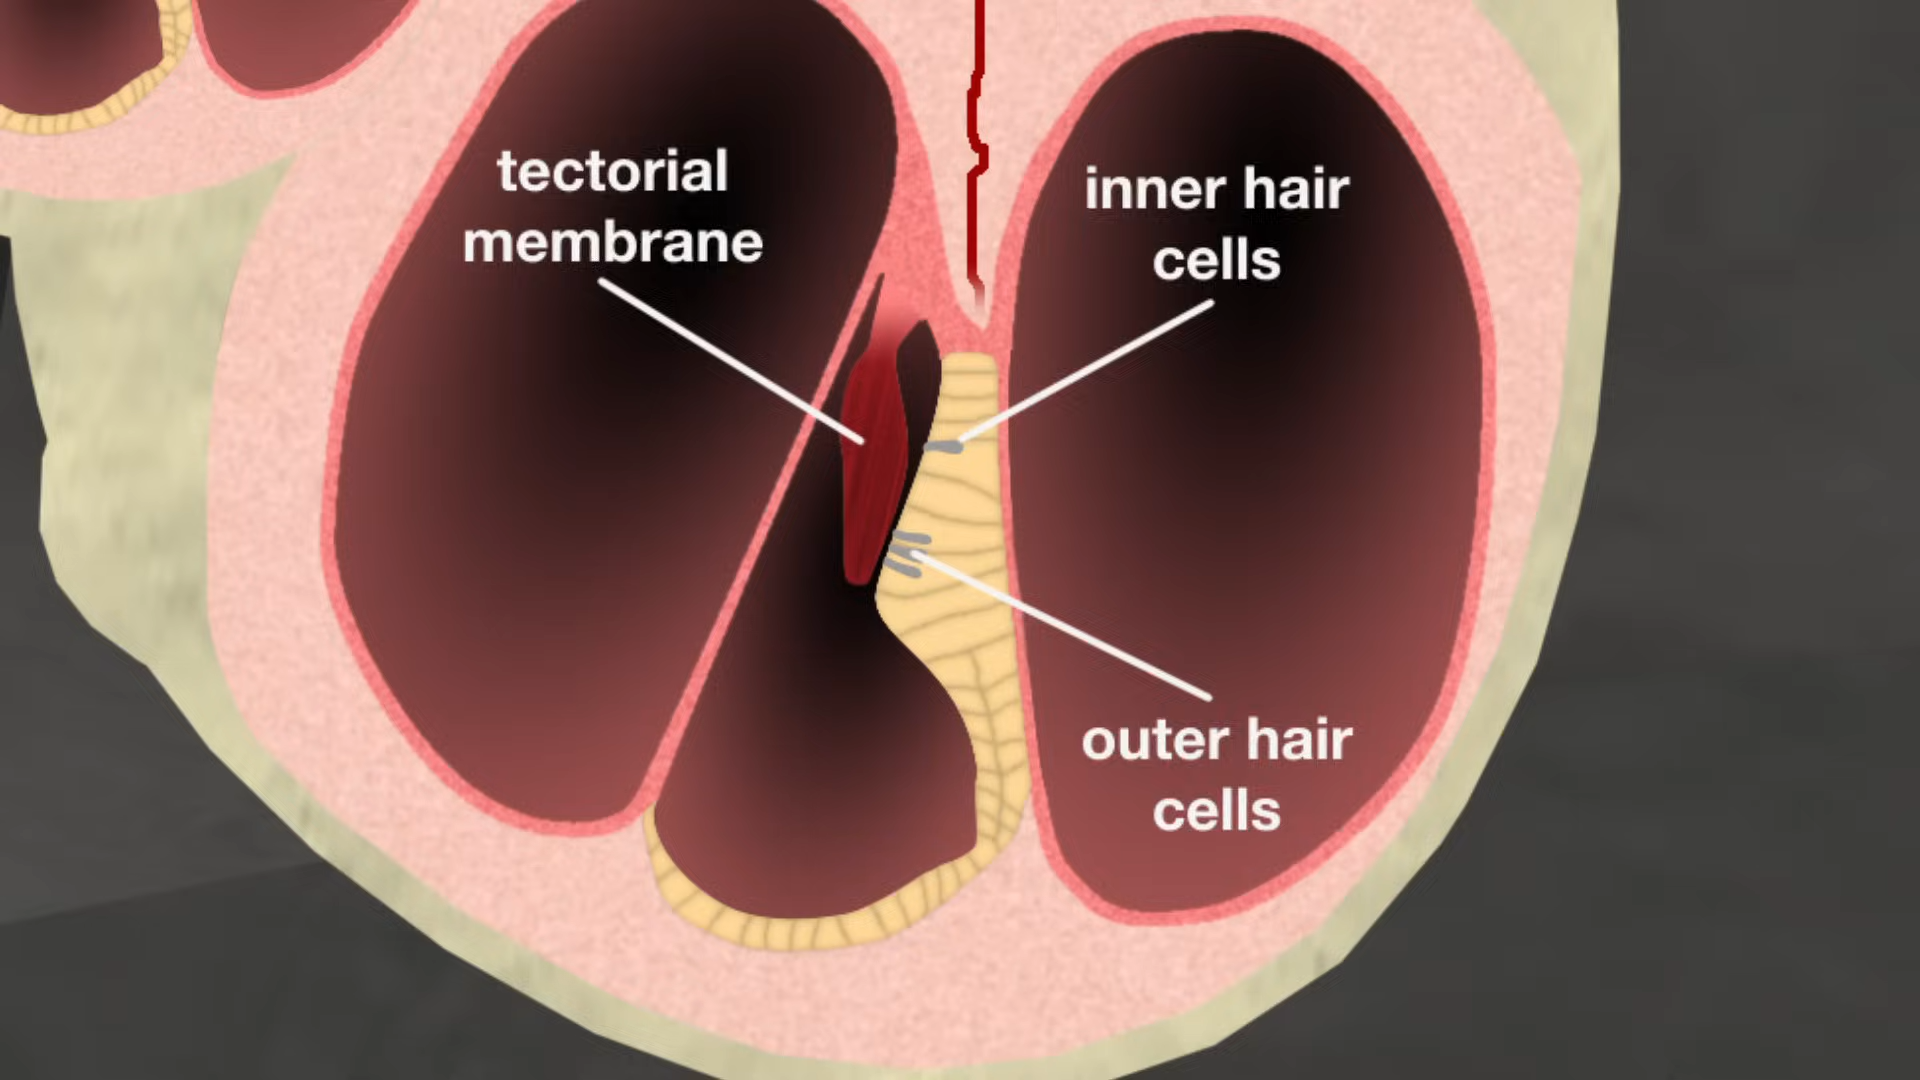 tectorial
membrane
inner hair
cells
outer hair
cells